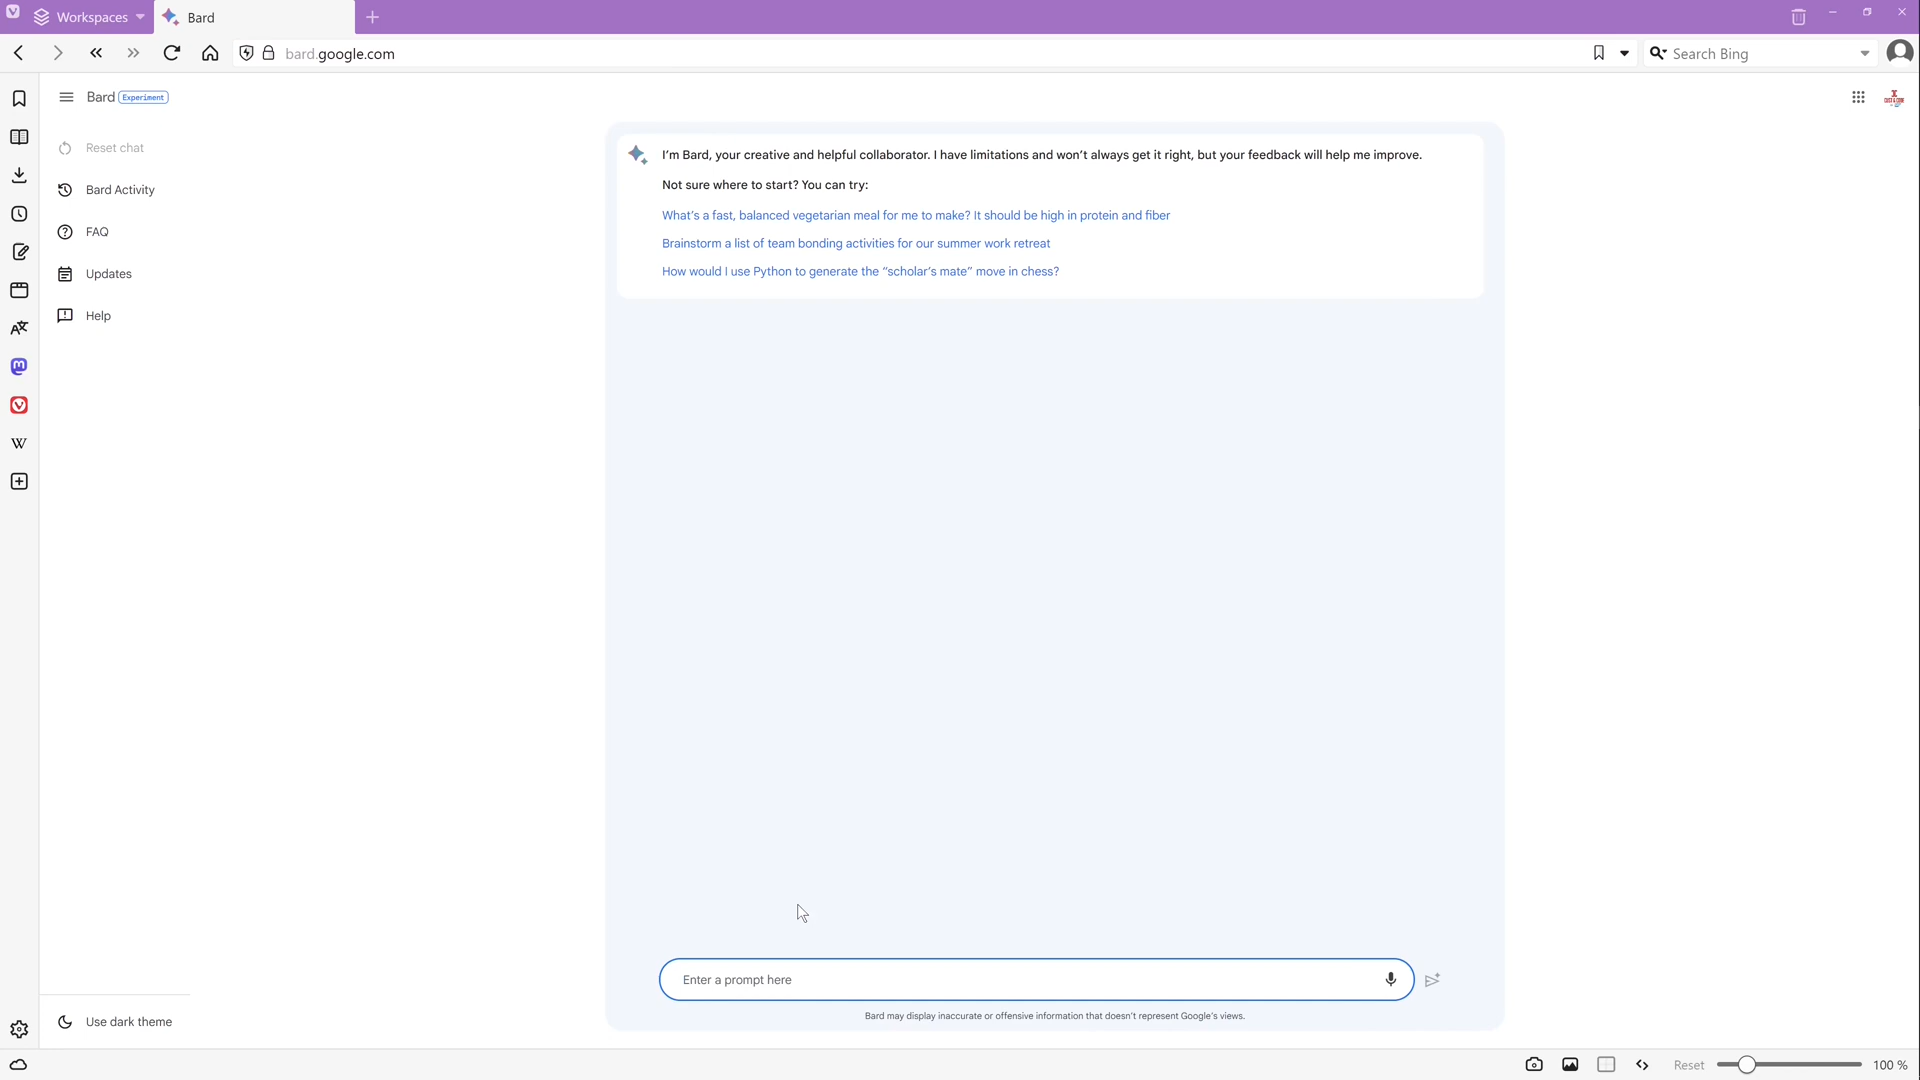 Workspaces
Bard
bard.google.com
Search Bing
Bard Experiment
Reset chat
Bard Activity
FAQ
Updates
Help
I’m Bard, your creative and helpful collaborator. I have limitations and won’t always get it right, but your feedback will help me improve.
Not sure where to start? You can try:
What’s a fast, balanced vegetarian meal for me to make? It should be high in protein and fiber
Brainstorm a list of team bonding activities for our summer work retreat
How would I use Python to generate the “scholar’s mate” move in chess?
Enter a prompt here
Bard may display inaccurate or offensive information that doesn’t represent Google’s views.
Use dark theme
Reset
100 %